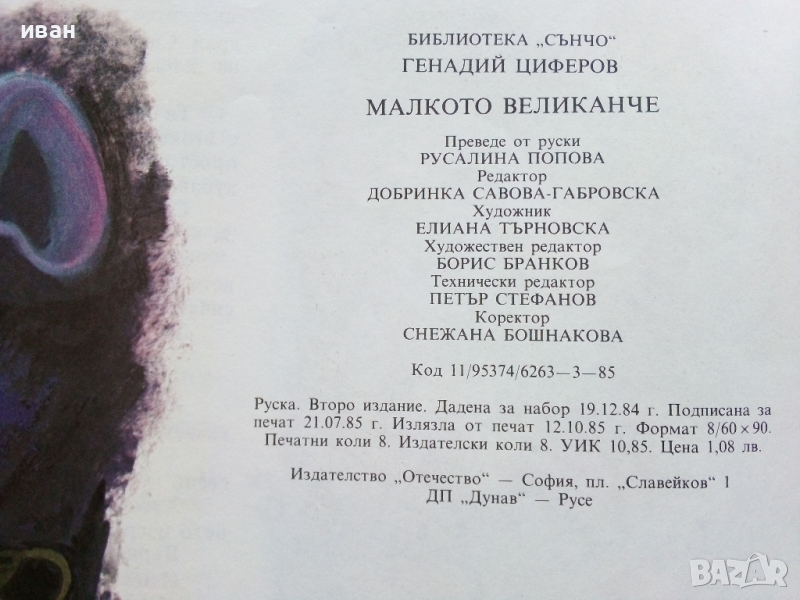 иван
БИБЛИОТЕКА „СЪНЧО“
ГЕНАДИЙ ЦИФЕРОВ
МАЛКОТО ВЕЛИКАНЧЕ
Преведе от руски
РУСАЛИНА ПОПОВА
Редактор
ДОБРИНКА САВОВА-ГАБРОВСКА
Художник
ЕЛИАНА ТЪРНОВСКА
Художествен редактор
БОРИС БРАНКОВ
Технически редактор
ПЕТЪР СТЕФАНОВ
Коректор
СНЕЖАНА БОШНАКОВА
Код 11/95374/6263—3—85
Руска. Второ издание. Дадена за набор 19.12.84 г. Подписана за
печат 21.07.85 г. Излязла от печат 12.10.85 г. Формат 8/60 × 90.
Печатни коли 8. Издателски коли 8. УИК 10,85. Цена 1,08 лв.
Издателство „Отечество“ — София, пл. „Славейков“ 1
ДП „Дунав“ — Русе
BAZAR